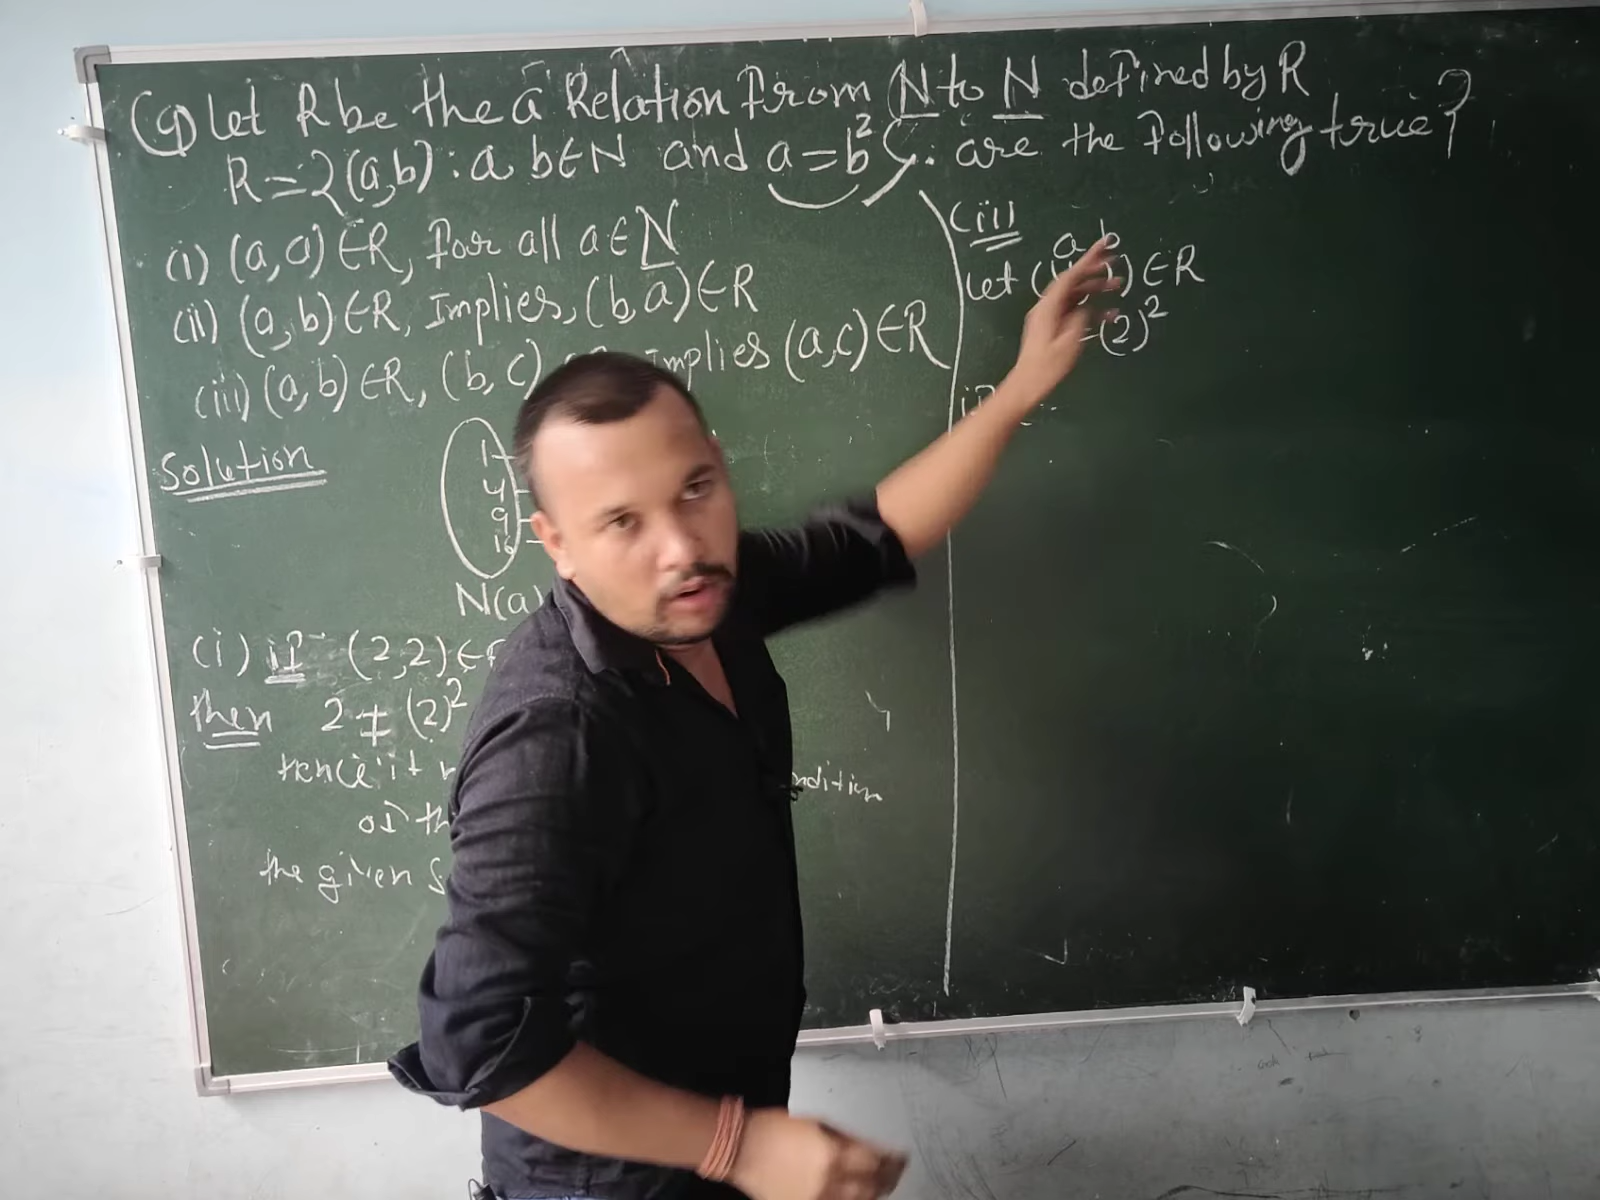 (9) Let R be the a Relation from N to N defined by R
R = {(a,b) : a, b ∈ N and a = b²}. are the following true?
(i) (a,a) ∈ R, for all a ∈ N
(ii) (a,b) ∈ R, Implies, (b,a) ∈ R
(iii) (a,b) ∈ R, (b,c) Implies (a,c) ∈ R
Solution
1
4
9
16
N(a)
(i) if (2,2) ∈
then 2 ≠ (2)²
Hence it ndition
of th
the given
(ii)
a b
Let ( ) ∈ R
=(2)²